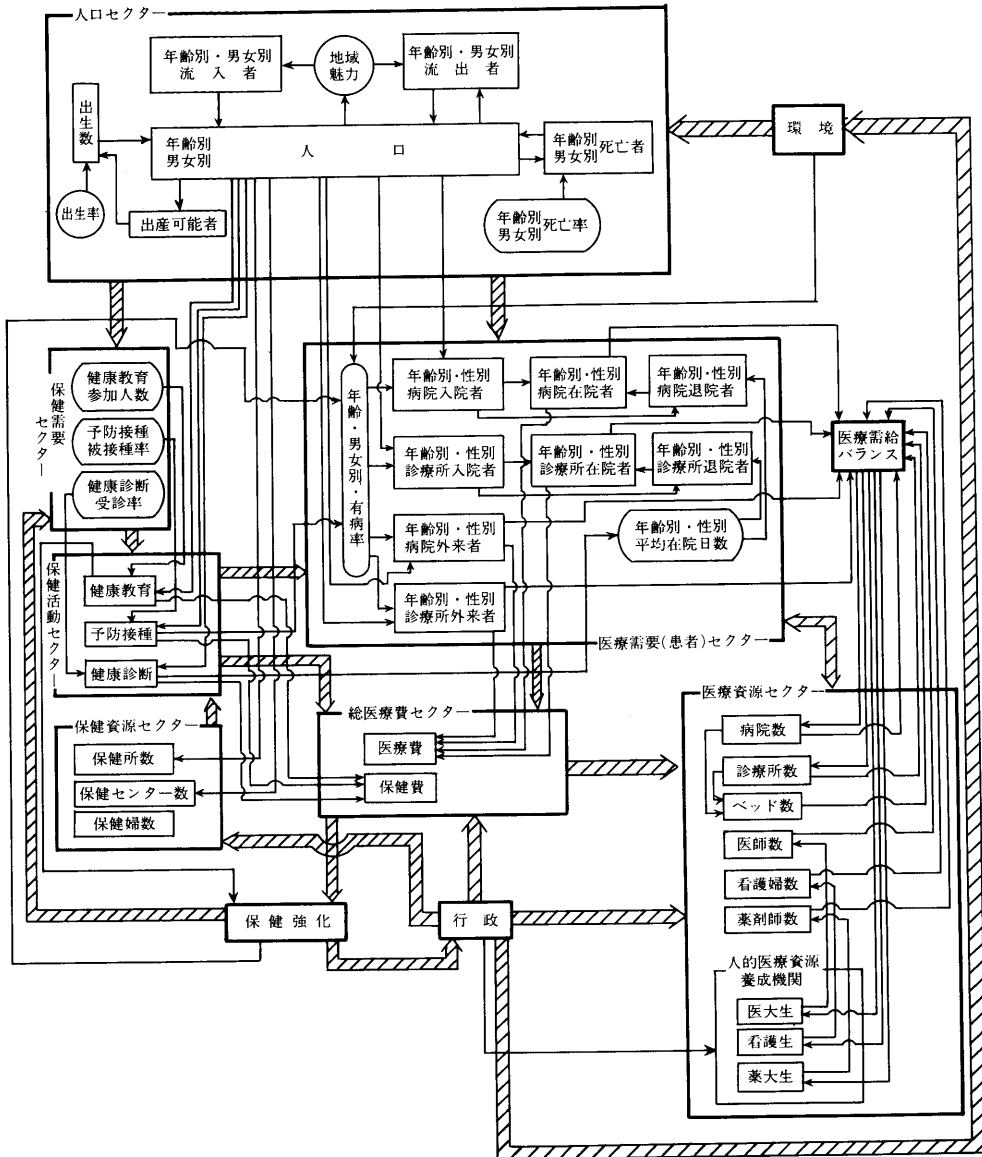 人口セクター
年齢別・男女別
流入者
地域
魅力
年齢別・男女別
流出者
出生数
年齢別
男女別
人口
年齢別
男女別
死亡者
出生率
出産可能者
年齢別
男女別
死亡率
環境
保健需要
セクター
健康教育
参加人数
予防接種
被接種率
健康診断
受診率
年齢・男女別・有病率
年齢別・性別
病院入院者
年齢別・性別
病院在院者
年齢別・性別
病院退院者
年齢別・性別
診療所入院者
年齢別・性別
診療所在院者
年齢別・性別
診療所退院者
年齢別・性別
病院外来者
年齢別・性別
平均在院日数
年齢別・性別
診療所外来者
医療需要(患者)セクター
医療需給
バランス
保健活動セクター
健康教育
予防接種
健康診断
保健資源セクター
保健所数
保健センター数
保健婦数
総医療費セクター
医療費
保健費
医療資源セクター
病院数
診療所数
ベッド数
医師数
看護婦数
薬剤師数
人的医療資源
養成機関
医大生
看護生
薬大生
保健強化
行政